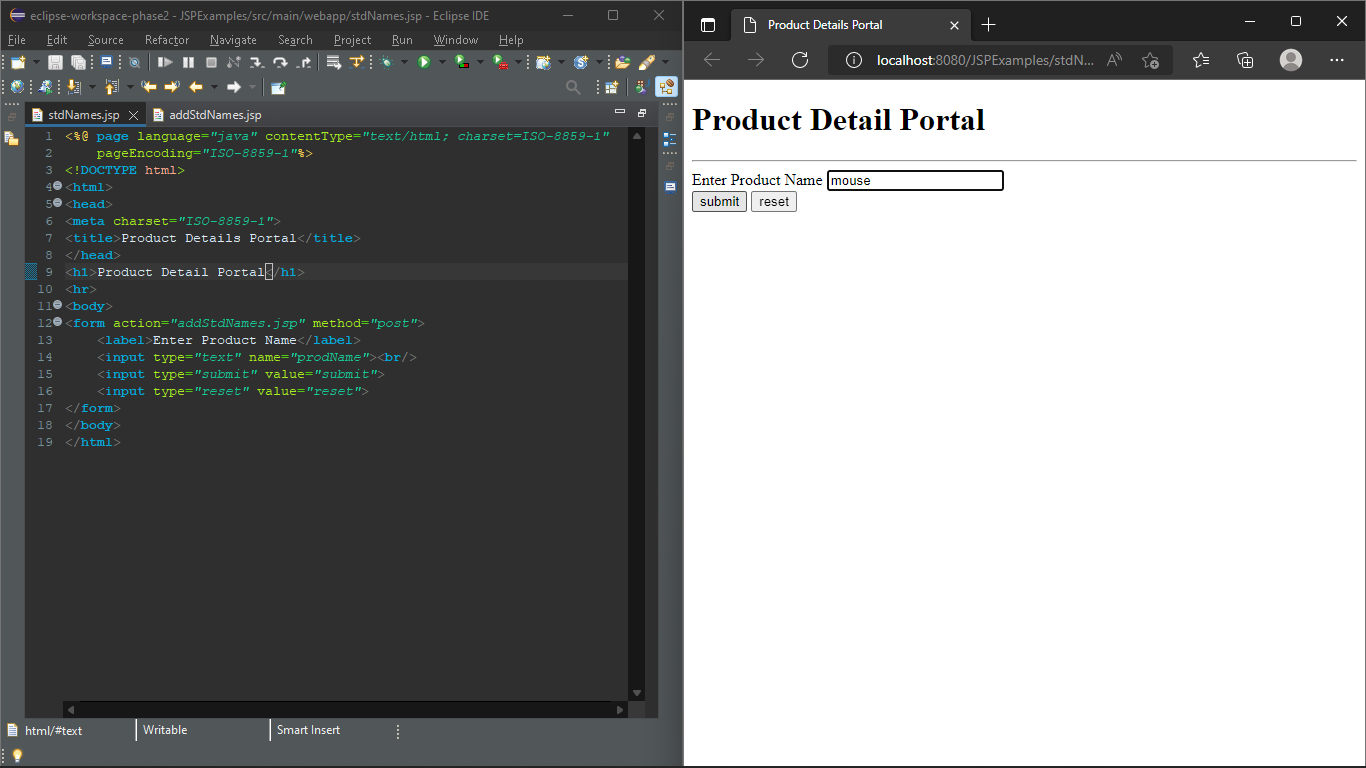 eclipse-workspace-phase2 - JSPExamples/src/main/webapp/stdNames.jsp - Eclipse IDE
File Edit Source Refactor Navigate Search Project Run Window Help
stdNames.jsp addStdNames.jsp
1 <%@ page language="java" contentType="text/html; charset=ISO-8859-1"
2 pageEncoding="ISO-8859-1"%>
3 <!DOCTYPE html>
4 <html>
5 <head>
6 <meta charset="ISO-8859-1">
7 <title>Product Details Portal</title>
8 </head>
9 <h1>Product Detail Portal</h1>
10 <hr>
11 <body>
12 <form action="addStdNames.jsp" method="post">
13 <label>Enter Product Name</label>
14 <input type="text" name="prodName"><br/>
15 <input type="submit" value="submit">
16 <input type="reset" value="reset">
17 </form>
18 </body>
19 </html>
html/#text Writable Smart Insert
Product Details Portal
localhost:8080/JSPExamples/stdN...
Product Detail Portal
Enter Product Name mouse
submit reset